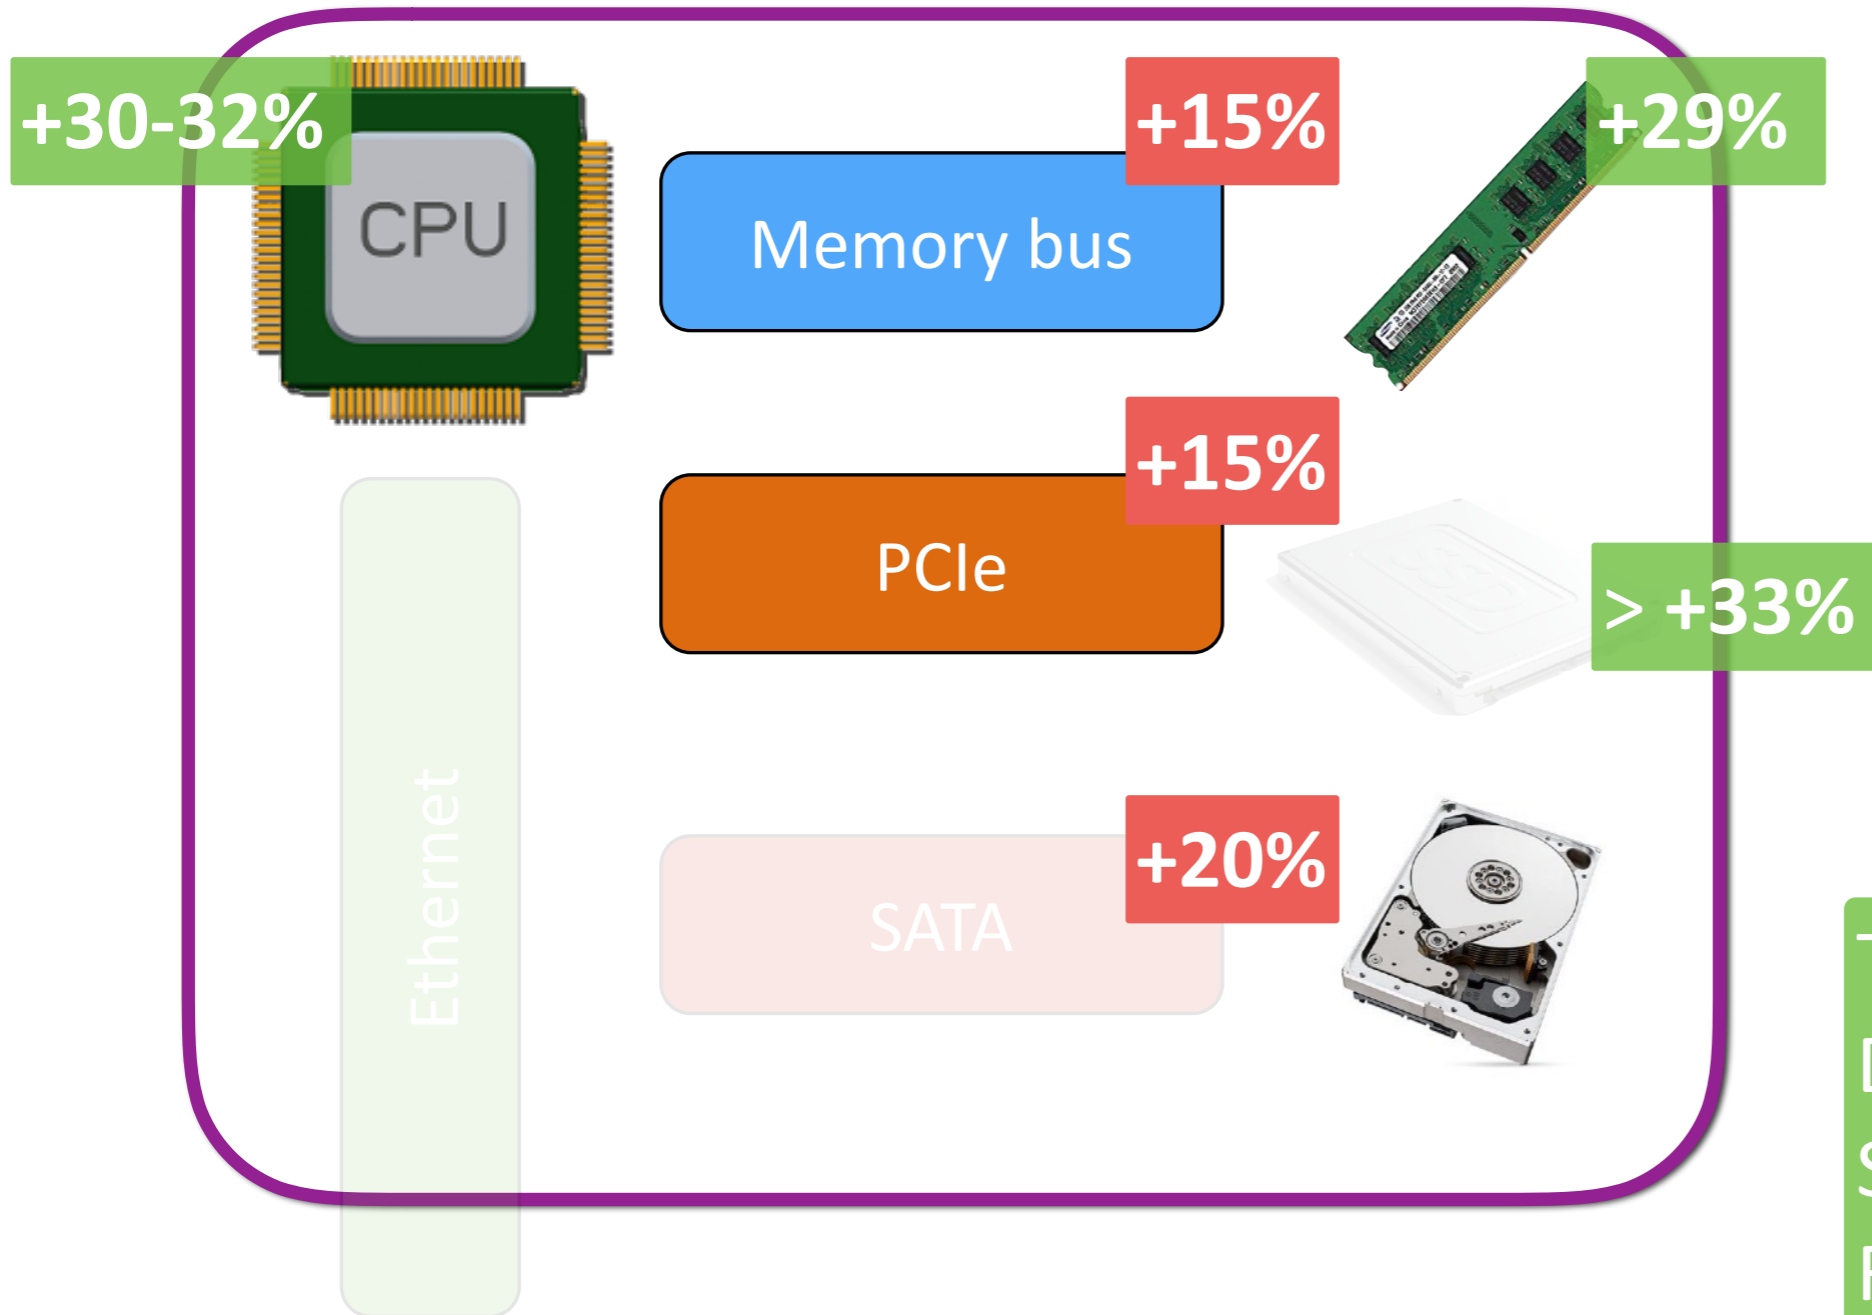 +30-32%
CPU
Memory bus
+15%
+29%
PCIe
+15%
> +33%
Ethernet
SATA
+20%